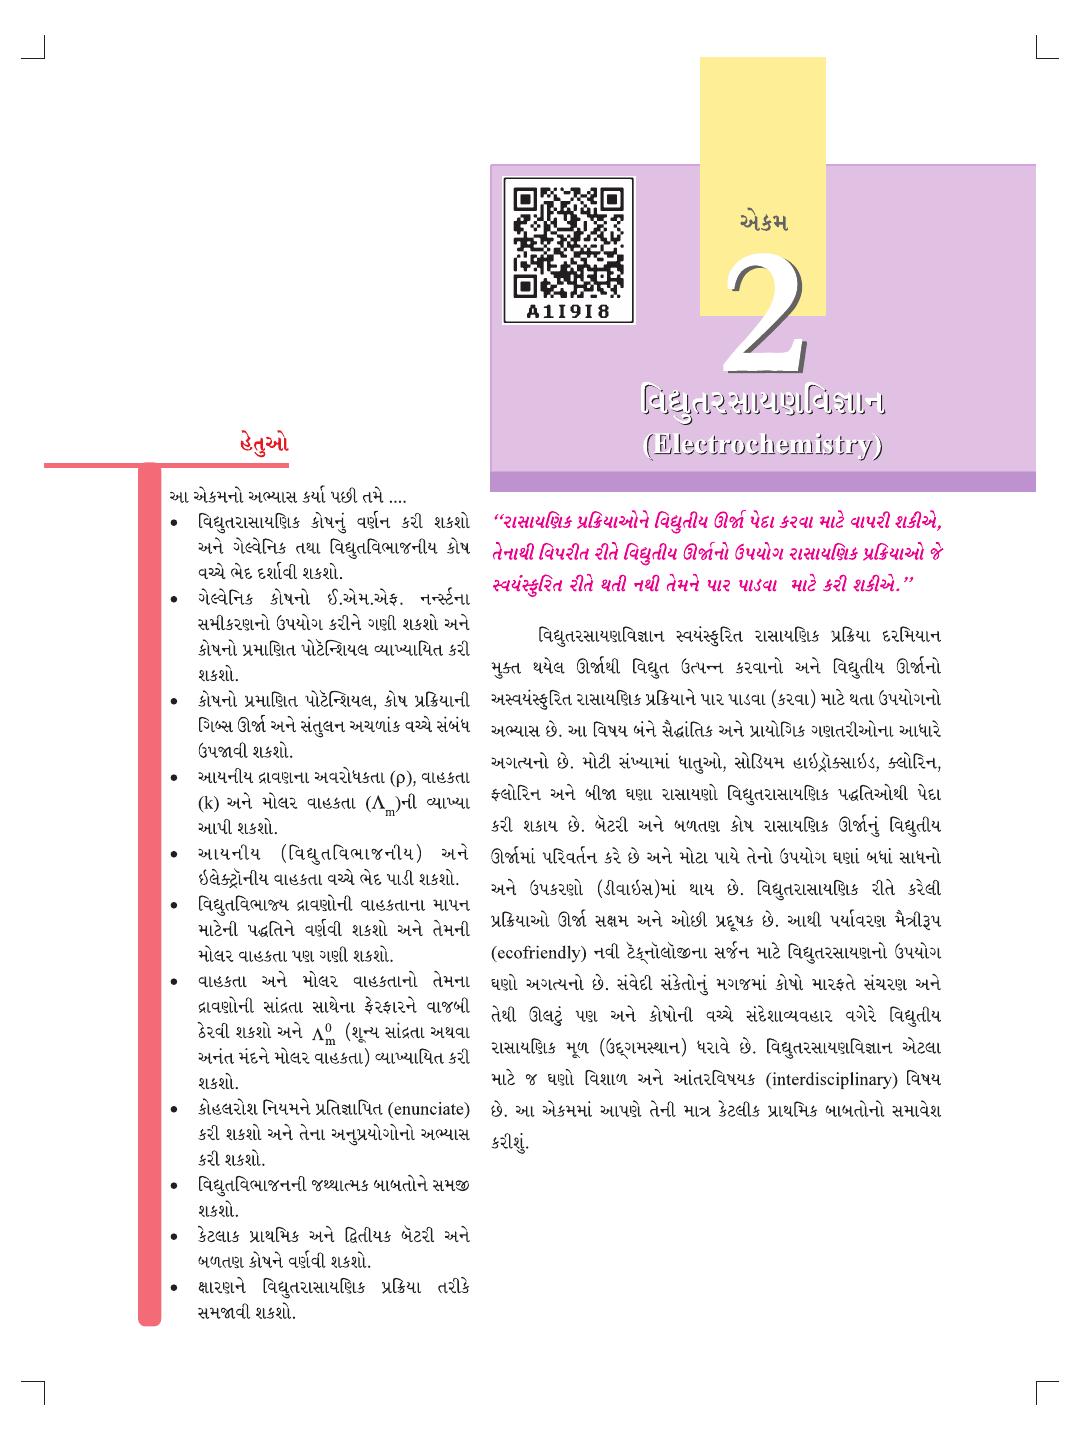 એકમ
2
વિદ્યુતરસાયણવિજ્ઞાન
(Electrochemistry)
A1I9I8
હેતુઓ
આ એકમનો અભ્યાસ કર્યા પછી તમે ....
• વિદ્યુતરાસાયણિક કોષનું વર્ણન કરી શકશો
અને ગેલ્વેનિક તથા વિદ્યુતવિભાજનીય કોષ
વચ્ચે ભેદ દર્શાવી શકશો.
• ગેલ્વેનિક કોષનો ઈ.એમ.એફ. નર્ન્સ્ટના
સમીકરણનો ઉપયોગ કરીને ગણી શકશો અને
કોષનો પ્રમાણિત પોટૅન્શિયલ વ્યાખ્યાયિત કરી
શકશો.
• કોષનો પ્રમાણિત પોટૅન્શિયલ, કોષ પ્રક્રિયાની
ગિબ્સ ઊર્જા અને સંતુલન અચળાંક વચ્ચે સંબંધ
ઉપજાવી શકશો.
• આયનીય દ્રાવણના અવરોધકતા (ρ), વાહકતા
(k) અને મોલર વાહકતા (Λm)ની વ્યાખ્યા
આપી શકશો.
• આયનીય (વિદ્યુતવિભાજનીય) અને
ઇલેક્ટ્રૉનીય વાહકતા વચ્ચે ભેદ પાડી શકશો.
• વિદ્યુતવિભાજ્ય દ્રાવણોની વાહકતાના માપન
માટેની પદ્ધતિને વર્ણવી શકશો અને તેમની
મોલર વાહકતા પણ ગણી શકશો.
• વાહકતા અને મોલર વાહકતાનો તેમના
દ્રાવણોની સાંદ્રતા સાથેના ફેરફારને વાજબી
ઠેરવી શકશો અને Λ⁰m (શૂન્ય સાંદ્રતા અથવા
અનંત મંદને મોલર વાહકતા) વ્યાખ્યાયિત કરી
શકશો.
• કોહલરોશ નિયમને પ્રતિજ્ઞાપિત (enunciate)
કરી શકશો અને તેના અનુપ્રયોગોનો અભ્યાસ
કરી શકશો.
• વિદ્યુતવિભાજનની જથ્થાત્મક બાબતોને સમજી
શકશો.
• કેટલાક પ્રાથમિક અને દ્વિતીયક બૅટરી અને
બળતણ કોષને વર્ણવી શકશો.
• ક્ષારણને વિદ્યુતરાસાયણિક પ્રક્રિયા તરીકે
સમજાવી શકશો.
“રાસાયણિક પ્રક્રિયાઓને વિદ્યુતીય ઊર્જા પેદા કરવા માટે વાપરી શકીએ,
તેનાથી વિપરીત રીતે વિદ્યુતીય ઊર્જાનો ઉપયોગ રાસાયણિક પ્રક્રિયાઓ જે
સ્વયંસ્ફુરિત રીતે થતી નથી તેમને પાર પાડવા માટે કરી શકીએ.”
વિદ્યુતરસાયણવિજ્ઞાન સ્વયંસ્ફુરિત રાસાયણિક પ્રક્રિયા દરમિયાન
મુક્ત થયેલ ઊર્જાથી વિદ્યુત ઉત્પન્ન કરવાનો અને વિદ્યુતીય ઊર્જાનો
અસ્વયંસ્ફુરિત રાસાયણિક પ્રક્રિયાને પાર પાડવા (કરવા) માટે થતા ઉપયોગનો
અભ્યાસ છે. આ વિષય બંને સૈદ્ધાંતિક અને પ્રાયોગિક ગણતરીઓના આધારે
અગત્યનો છે. મોટી સંખ્યામાં ધાતુઓ, સોડિયમ હાઇડ્રૉક્સાઇડ, ક્લોરિન,
ફ્લોરિન અને બીજા ઘણા રાસાયણો વિદ્યુતરાસાયણિક પદ્ધતિઓથી પેદા
કરી શકાય છે. બૅટરી અને બળતણ કોષ રાસાયણિક ઊર્જાનું વિદ્યુતીય
ઊર્જામાં પરિવર્તન કરે છે અને મોટા પાયે તેનો ઉપયોગ ઘણાં બધાં સાધનો
અને ઉપકરણો (ડીવાઇસ)માં થાય છે. વિદ્યુતરાસાયણિક રીતે કરેલી
પ્રક્રિયાઓ ઊર્જા સક્ષમ અને ઓછી પ્રદૂષક છે. આથી પર્યાવરણ મૈત્રીરૂપ
(ecofriendly) નવી ટૅક્નૉલૉજીના સર્જન માટે વિદ્યુતરસાયણનો ઉપયોગ
ઘણો અગત્યનો છે. સંવેદી સંકેતોનું મગજમાં કોષો મારફતે સંચરણ અને
તેથી ઊલટું પણ અને કોષોની વચ્ચે સંદેશાવ્યવહાર વગેરે વિદ્યુતીય
રાસાયણિક મૂળ (ઉદ્‌ગમસ્થાન) ધરાવે છે. વિદ્યુતરસાયણવિજ્ઞાન એટલા
માટે જ ઘણો વિશાળ અને આંતરવિષયક (interdisciplinary) વિષય
છે. આ એકમમાં આપણે તેની માત્ર કેટલીક પ્રાથમિક બાબતોનો સમાવેશ
કરીશું.